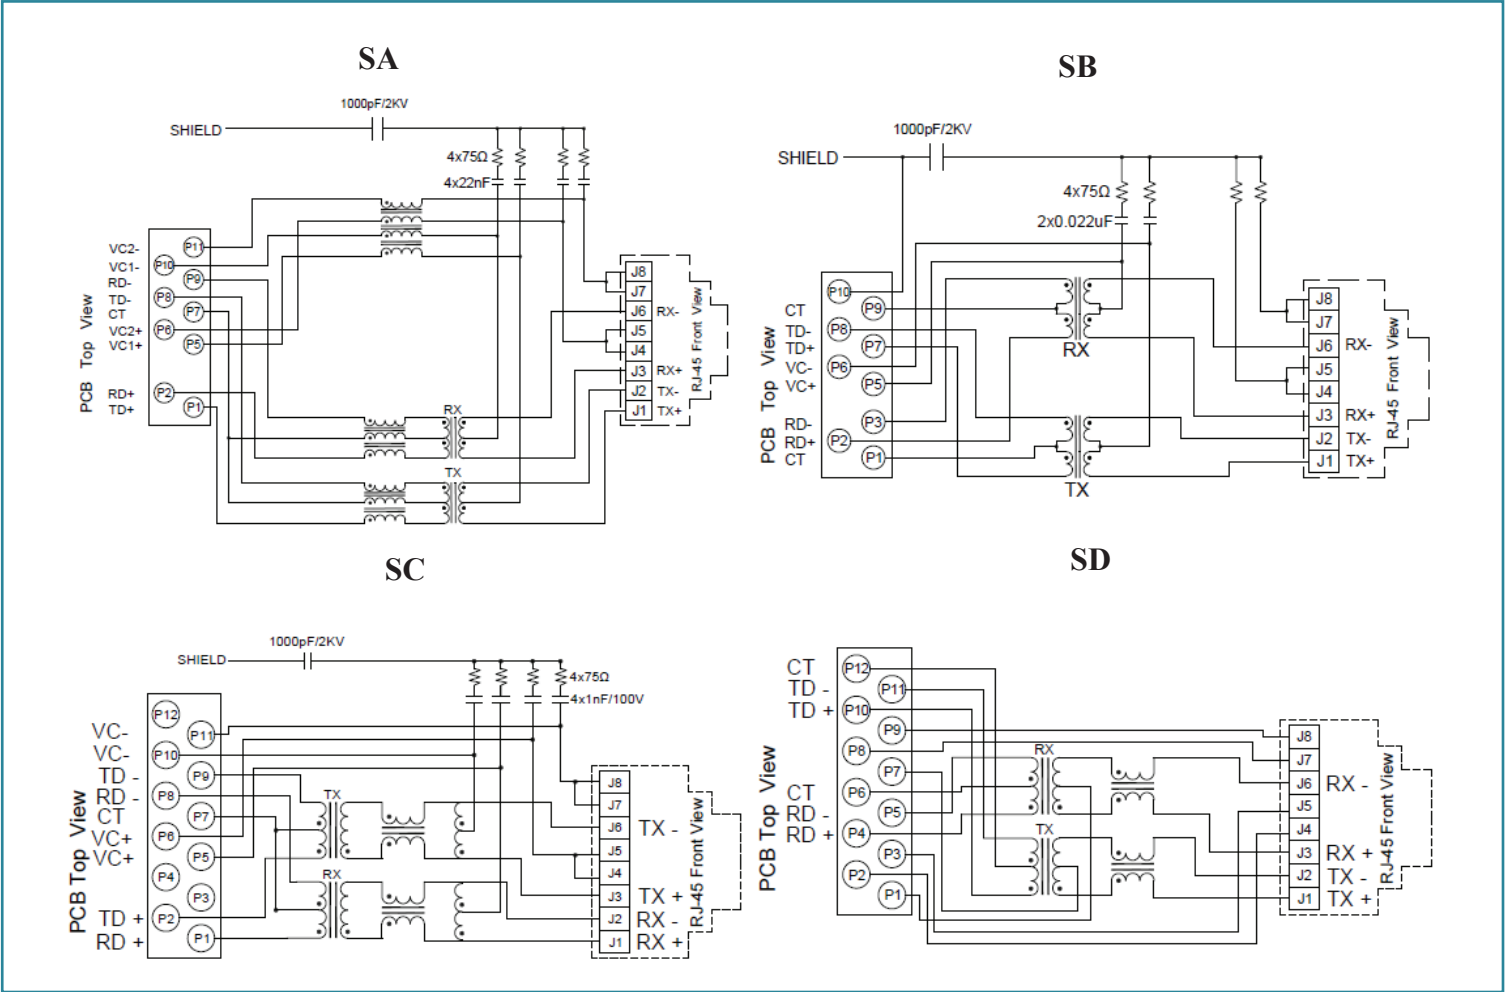 SA
1000pF/2KV
SHIELD
4x75Ω
4x22nF
VC2-
VC1-
RD-
TD-
CT
VC2+
VC1+
RD+
TD+
PCB Top View
P11
P10
P9
P8
P7
P6
P5
P2
P1
RX
TX
J8
J7
J6 RX-
J5
J4
J3 RX+
J2 TX-
J1 TX+
RJ-45 Front View
SB
1000pF/2KV
SHIELD
4x75Ω
2x0.022uF
CT
TD-
TD+
VC-
VC+
RD-
RD+
CT
PCB Top View
P10
P9
P8
P7
P6
P5
P3
P2
P1
RX
TX
J8
J7
J6 RX-
J5
J4
J3 RX+
J2 TX-
J1 TX+
RJ-45 Front View
SC
1000pF/2KV
SHIELD
4x75Ω
4x1nF/100V
VC-
VC-
TD -
RD -
CT
VC+
VC+
TD +
RD +
PCB Top View
P12
P11
P10
P9
P8
P7
P6
P5
P4
P3
P2
P1
TX
RX
J8
J7
J6 TX -
J5
J4
J3 TX +
J2 RX -
J1 RX +
RJ-45 Front View
SD
CT
TD -
TD +
CT
RD -
RD +
PCB Top View
P12
P11
P10
P9
P8
P7
P6
P5
P4
P3
P2
P1
RX
TX
J8
J7
J6 RX -
J5
J4
J3 RX +
J2 TX -
J1 TX +
RJ-45 Front View